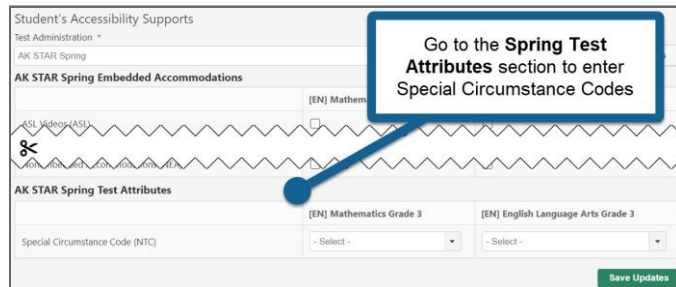 Student's Accessibility Supports
Test Administration *
AK STAR Spring
Go to the Spring Test
Attributes section to enter
Special Circumstance Codes
AK STAR Spring Embedded Accommodations
[EN] Mathem
ASL Videos (ASL)
AK STAR Spring Test Attributes
[EN] Mathematics Grade 3 [EN] English Language Arts Grade 3
Special Circumstance Code (NTC) - Select - - Select -
Save Updates